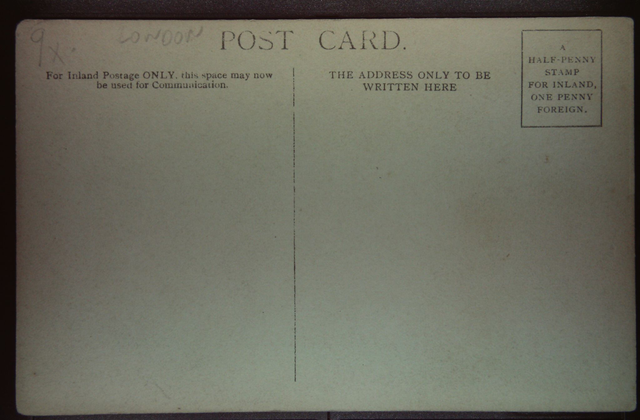 LONDON
POST CARD.
For Inland Postage ONLY, this space may now
be used for Communication.
THE ADDRESS ONLY TO BE
WRITTEN HERE
A
HALF-PENNY
STAMP
FOR INLAND,
ONE PENNY
FOREIGN.